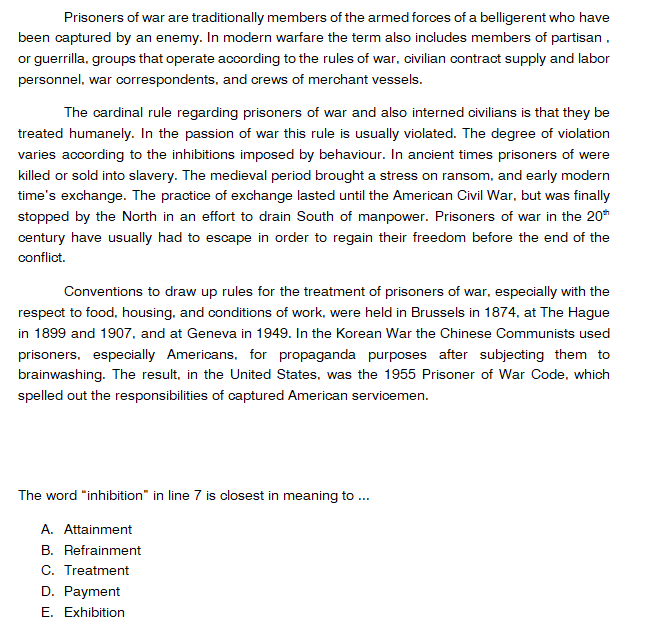 Prisoners of war are traditionally members of the armed forces of a belligerent who have
been captured by an enemy. In modern warfare the term also includes members of partisan ,
or guerrilla, groups that operate according to the rules of war, civilian contract supply and labor
personnel, war correspondents, and crews of merchant vessels.
The cardinal rule regarding prisoners of war and also interned civilians is that they be
treated humanely. In the passion of war this rule is usually violated. The degree of violation
varies according to the inhibitions imposed by behaviour. In ancient times prisoners of were
killed or sold into slavery. The medieval period brought a stress on ransom, and early modern
time's exchange. The practice of exchange lasted until the American Civil War, but was finally
stopped by the North in an effort to drain South of manpower. Prisoners of war in the 20th
century have usually had to escape in order to regain their freedom before the end of the
conflict.
Conventions to draw up rules for the treatment of prisoners of war, especially with the
respect to food, housing, and conditions of work, were held in Brussels in 1874, at The Hague
in 1899 and 1907, and at Geneva in 1949. In the Korean War the Chinese Communists used
prisoners, especially Americans, for propaganda purposes after subjecting them to
brainwashing. The result, in the United States, was the 1955 Prisoner of War Code, which
spelled out the responsibilities of captured American servicemen.
The word "inhibition" in line 7 is closest in meaning to ...
A. Attainment
B. Refrainment
C. Treatment
D. Payment
E. Exhibition